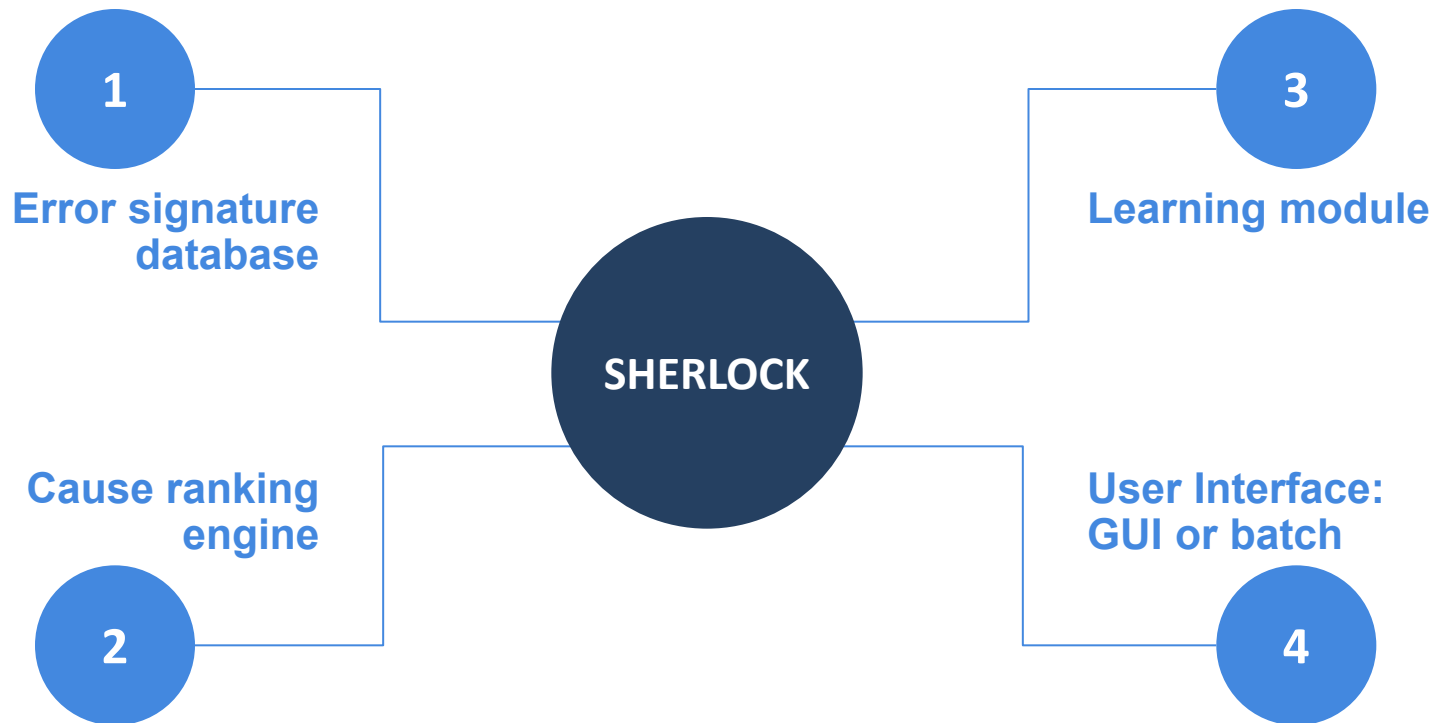 1
Error signature
database
3
Learning module
SHERLOCK
Cause ranking
engine
2
User Interface:
GUI or batch
4